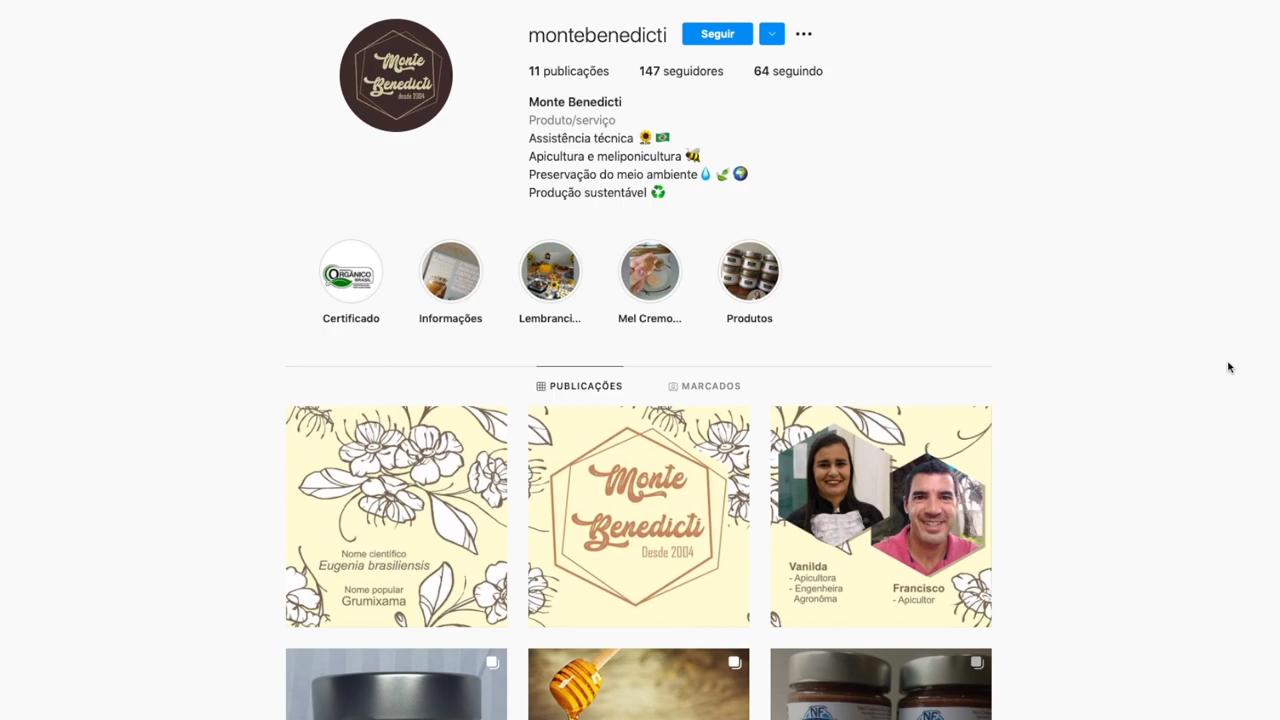 Monte
Benedicti
desde 2004
montebenedicti
Seguir
11 publicações 147 seguidores 64 seguindo
Monte Benedicti
Produto/serviço
Assistência técnica 🌻 🇧🇷
Apicultura e meliponicultura 🐝
Preservação do meio ambiente💧 🌿 🌍
Produção sustentável ♻️
ORGÂNICO
BRASIL
Certificado Informações Lembranci... Mel Cremo... Produtos
PUBLICAÇÕES MARCADOS
Nome científico
Eugenia brasiliensis
Nome popular
Grumixama
Monte
Benedicti
Desde 2004
Vanilda
- Apicultora
- Engenheira
Agronôma
Francisco
- Apicultor
NF